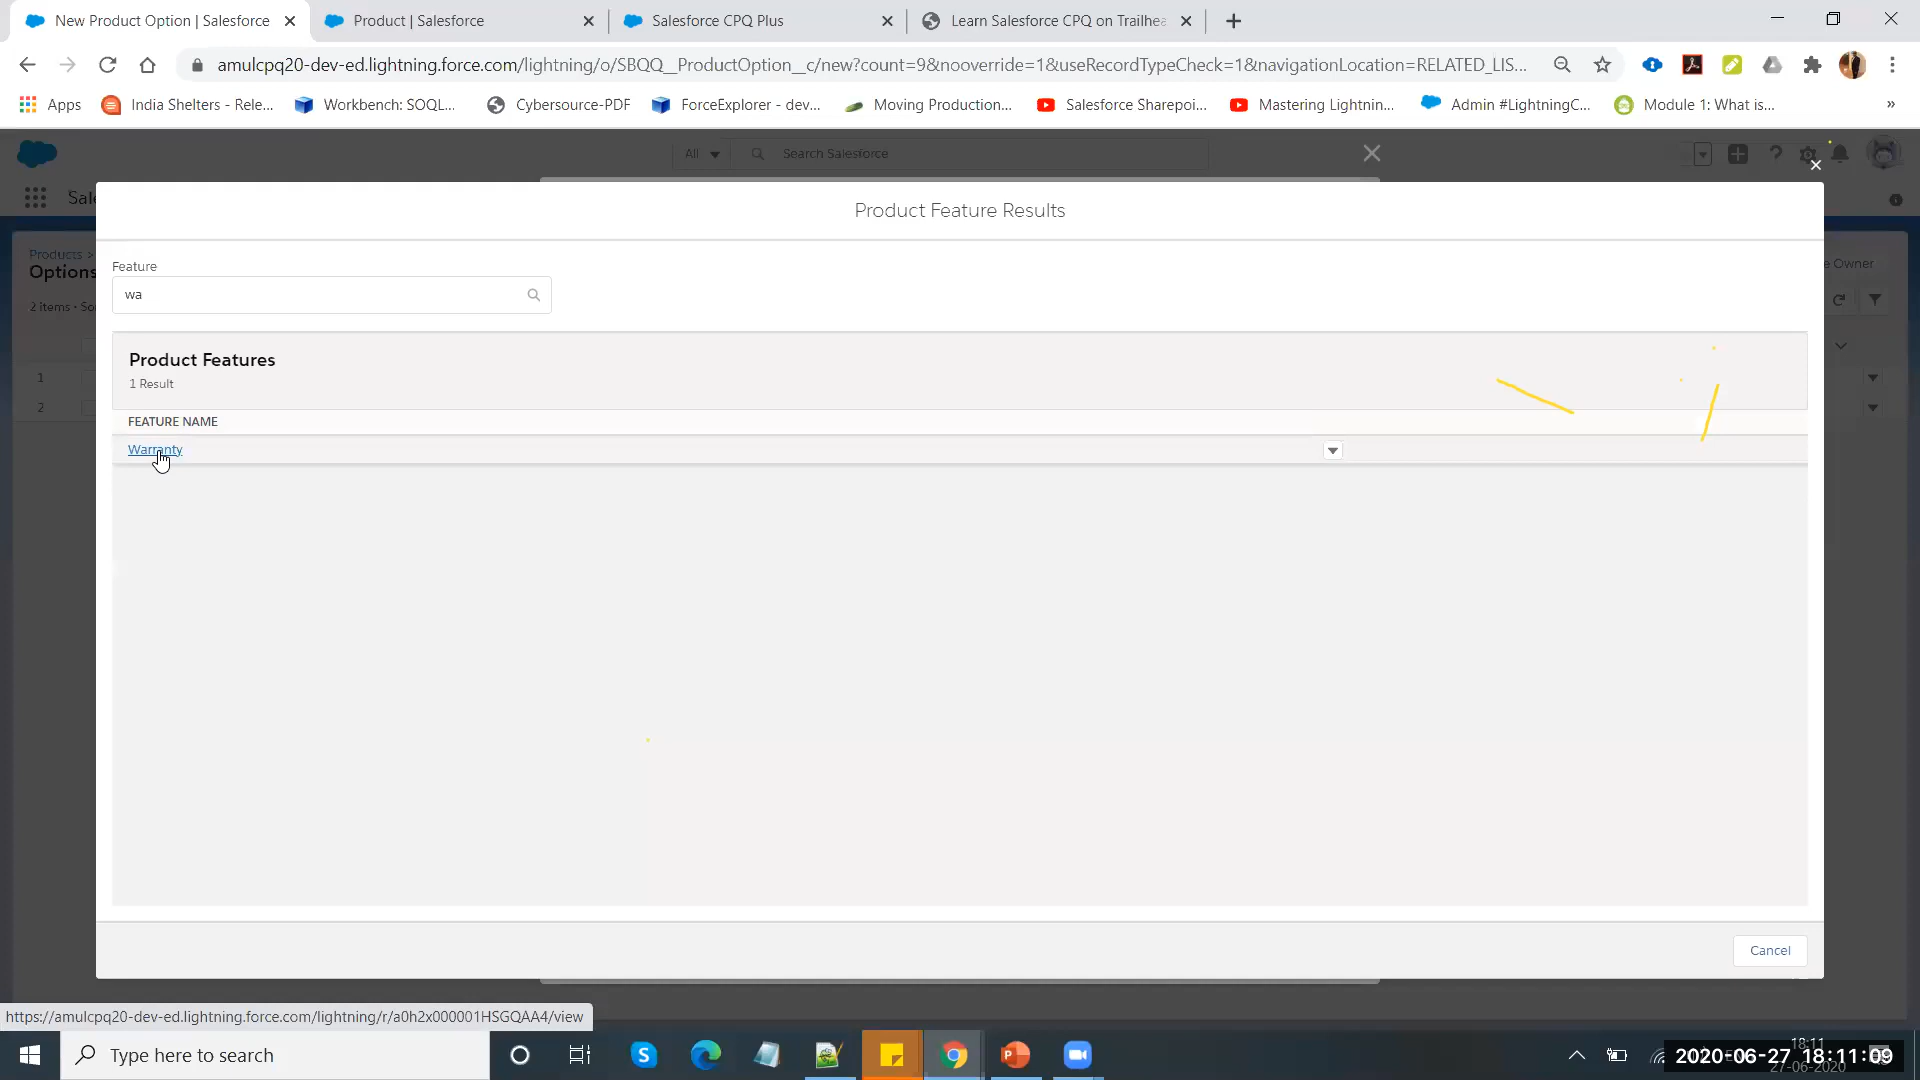 New Product Option | Salesforce
Product | Salesforce
Salesforce CPQ Plus
Learn Salesforce CPQ on Trailhea
amulcpq20-dev-ed.lightning.force.com/lightning/o/SBQQ__ProductOption__c/new?count=9&nooverride=1&useRecordTypeCheck=1&navigationLocation=RELATED_LIS...
Apps
India Shelters - Rele...
Workbench: SOQL...
Cybersource-PDF
ForceExplorer - dev...
Moving Production...
Salesforce Sharepoi...
Mastering Lightnin...
Admin #LightningC...
Module 1: What is...
»
All
Search Salesforce
Sale
Product Feature Results
Products >
Options
e Owner
2 items • So
Feature
wa
Product Features
1 Result
FEATURE NAME
Warranty
1
2
Cancel
https://amulcpq20-dev-ed.lightning.force.com/lightning/r/a0h2x000001HSGQAA4/view
Type here to search
18:11
2020-06-27 18:11:09
27-06-2020